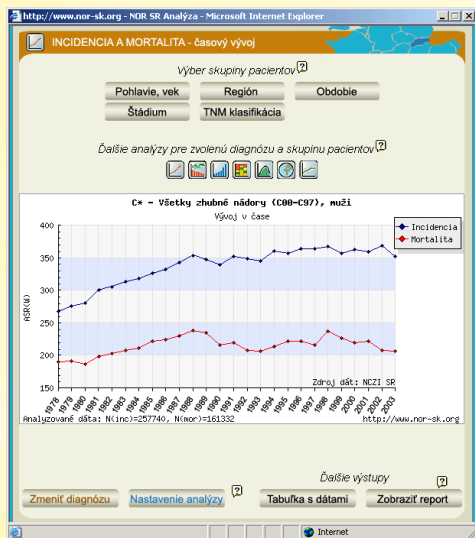 http://www.nor-sk.org - NOR SR Analýza - Microsoft Internet Explorer
INCIDENCIA A MORTALITA - časový vývoj
Výber skupiny pacientov ?
Pohlavie, vek Región Obdobie
Štádium TNM klasifikácia
Ďalšie analýzy pre zvolenú diagnózu a skupinu pacientov ?
C* - Všetky zhubné nádory (C00-C97), muži
Vývoj v čase
Incidencia
Mortalita
ASR(W)
400
350
300
250
200
150
1978 1979 1980 1981 1982 1983 1984 1985 1986 1987 1988 1989 1990 1991 1992 1993 1994 1995 1996 1997 1998 1999 2000 2001 2002 2003
Zdroj dát: NCZI SR
Analyzované dáta: N(inc)=257740, N(mor)=161332 http://www.nor-sk.org
Ďalšie výstupy ?
Zmeniť diagnózu Nastavenie analýzy ? Tabuľka s dátami Zobraziť report
Internet